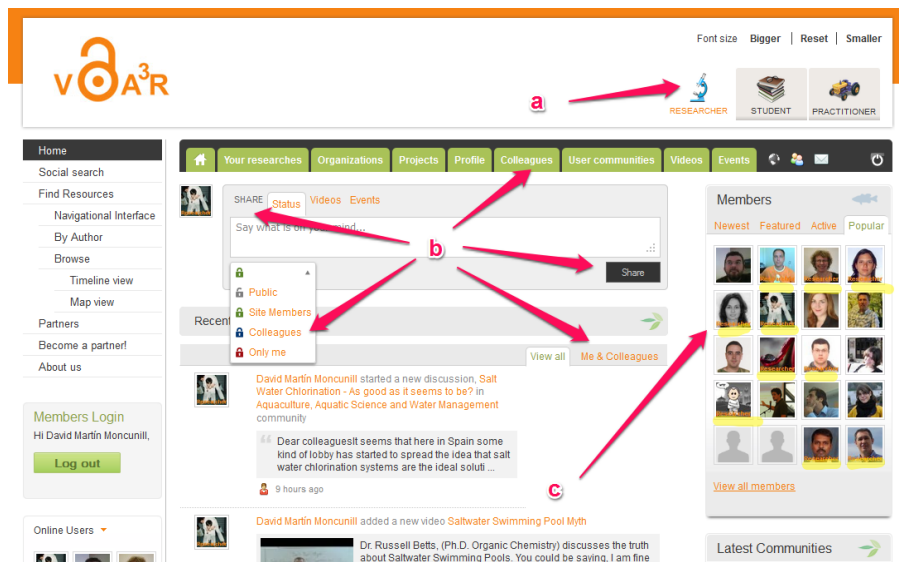 Font size Bigger | Reset | Smaller
VOA3R
a
RESEARCHER STUDENT PRACTITIONER
Home
Social search
Find Resources
Navigational Interface
By Author
Browse
Timeline view
Map view
Partners
Become a partner!
About us
Members Login
Hi David Martín Moncunill,
Log out
Online Users
Your researches Organizations Projects Profile Colleagues User communities Videos Events
SHARE Status Videos Events
Say what is on your mind...
b
Share
Public
Site Members
Colleagues
Only me
Recent
View all Me & Colleagues
David Martín Moncunill started a new discussion, Salt
Water Chlorination - As good as it seems to be? in
Aquaculture, Aquatic Science and Water Management
community
Dear colleagueslt seems that here in Spain some
kind of lobby has started to spread the idea that salt
water chlorination systems are the ideal soluti ...
9 hours ago
c
David Martín Moncunill added a new video Saltwater Swimming Pool Myth
Dr. Russell Betts, (Ph.D. Organic Chemistry) discusses the truth
about Saltwater Swimming Pools. You could be saying, I am fine
Members
Newest Featured Active Popular
View all members
Latest Communities